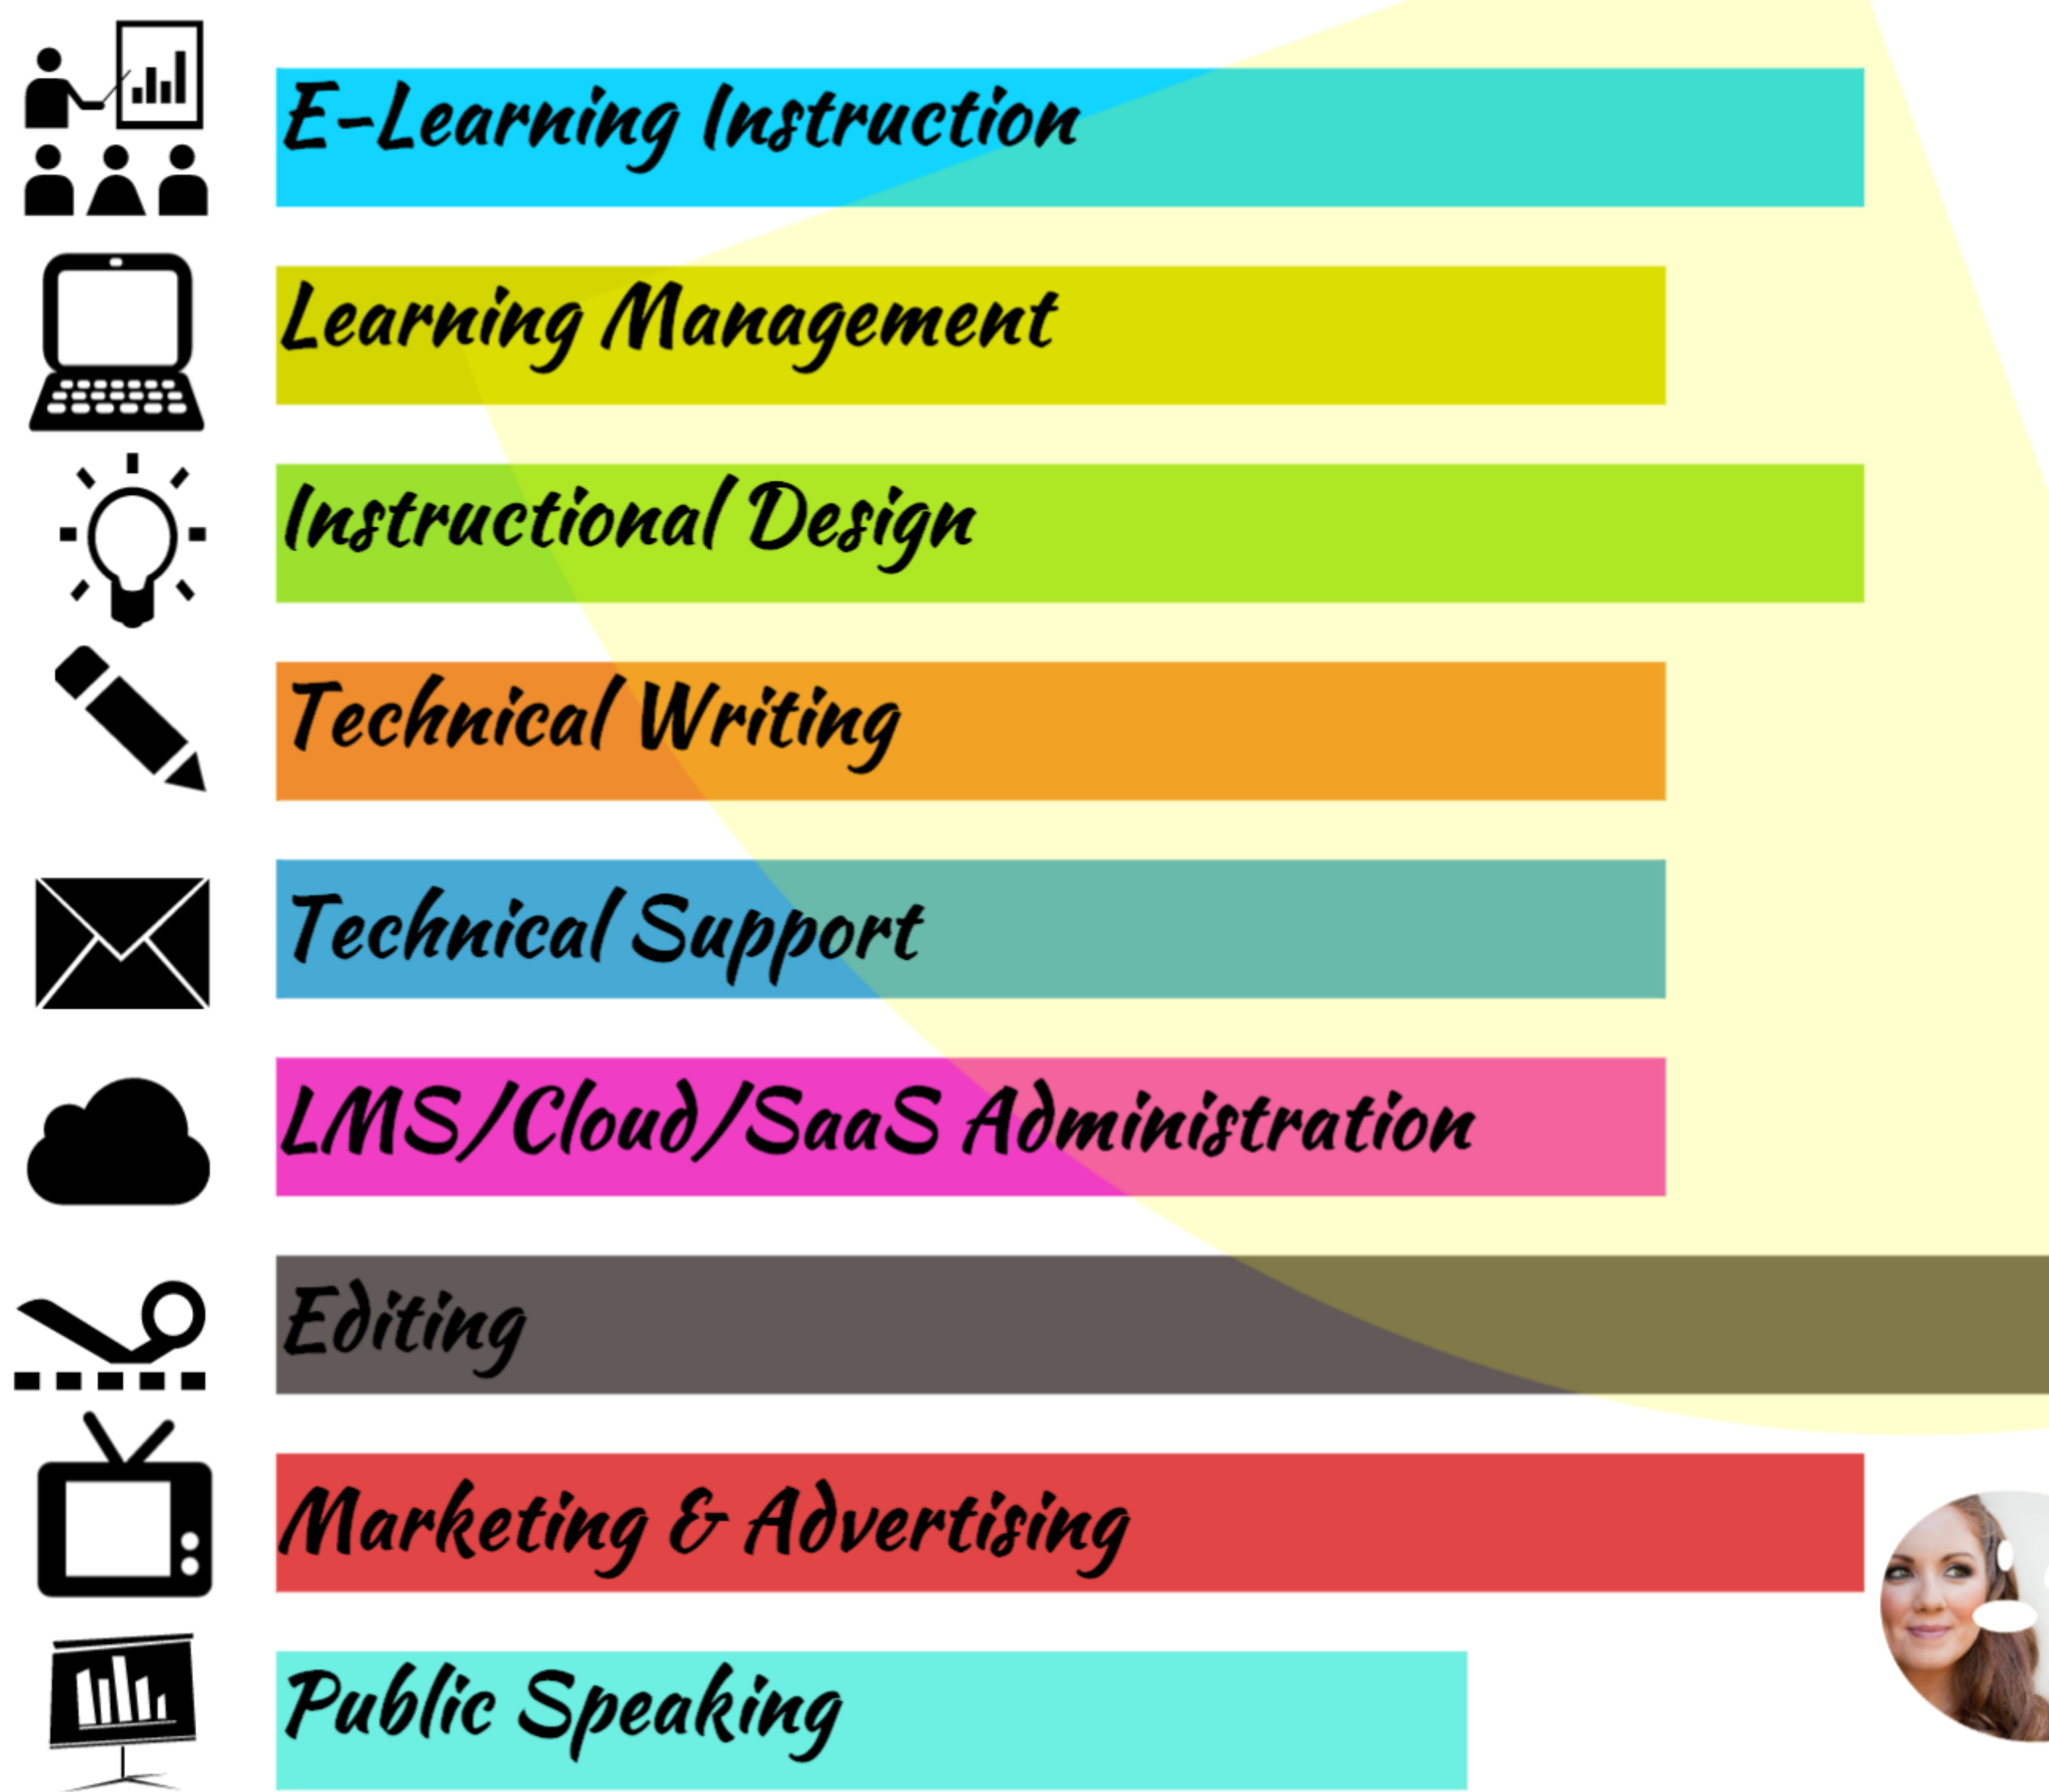 E-Learning Instruction
Learning Management
Instructional Design
Technical Writing
Technical Support
LMS/Cloud/SaaS Administration
Editing
Marketing & Advertising
Public Speaking